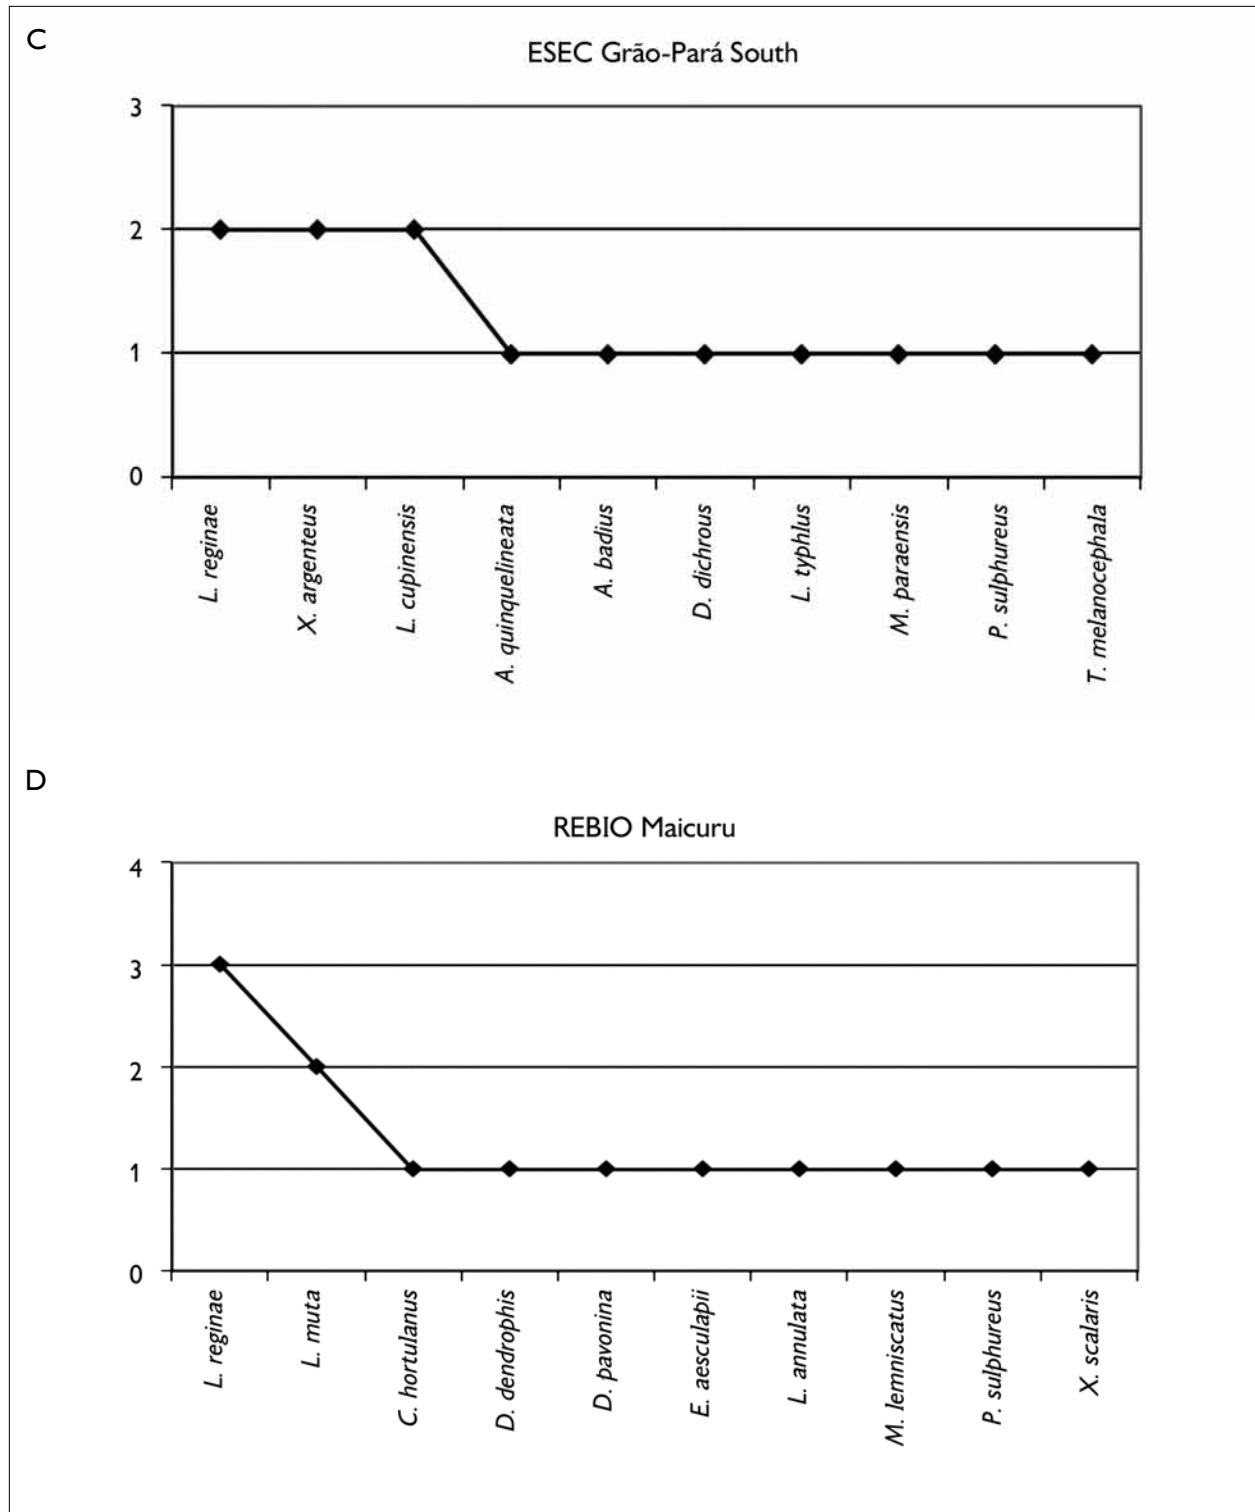 C
ESEC Grão-Pará South
3
2
1
0
L. reginae
X. argenteus
L. cupinensis
A. quinquelineata
A. badius
D. dichrous
L. typhlus
M. paraensis
P. sulphureus
T. melanocephala
D
REBIO Maicuru
4
3
2
1
0
L. reginae
L. muta
C. hortulanus
D. dendrophis
D. pavonina
E. aesculapii
L. annulata
M. lemniscatus
P. sulphureus
X. scalaris